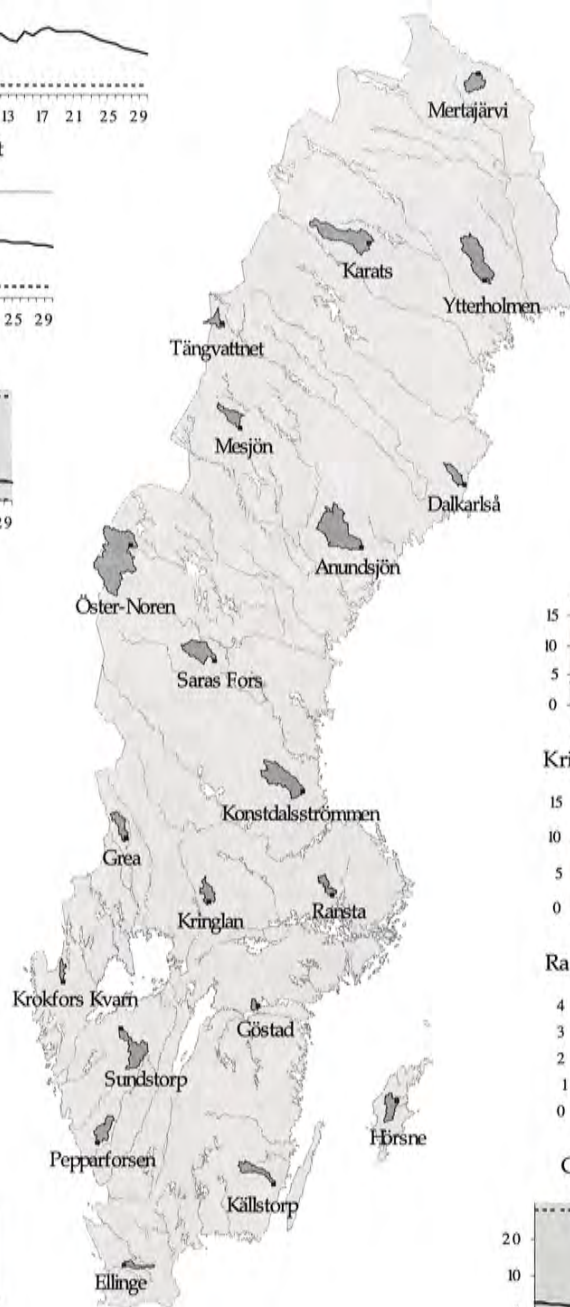 13 17 21 25 29
t
25 29
29
Mertajärvi
Karats
Ytterholmen
Tängvattnet
Mesjön
Dalkarlså
Anundsjön
Öster-Noren
Saras Fors
Konstdalsströmmen
Grea
Kringlan
Ransta
Krokfors Kvarn
Göstad
Sundstorp
Hörsne
Pepparforsen
Källstorp
Ellinge
15
10
5
0
Kri
15
10
5
0
Ra
4
3
2
1
0
20
10